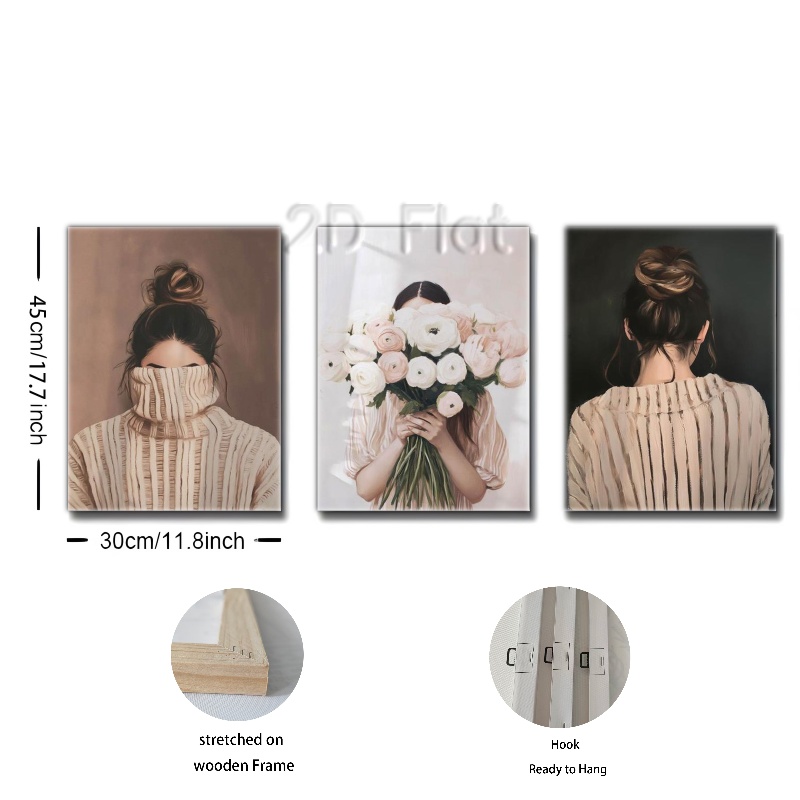 2D_Flat
45cm/17.7inch
30cm/11.8inch
stretched on
wooden Frame
Hook
Ready to Hang